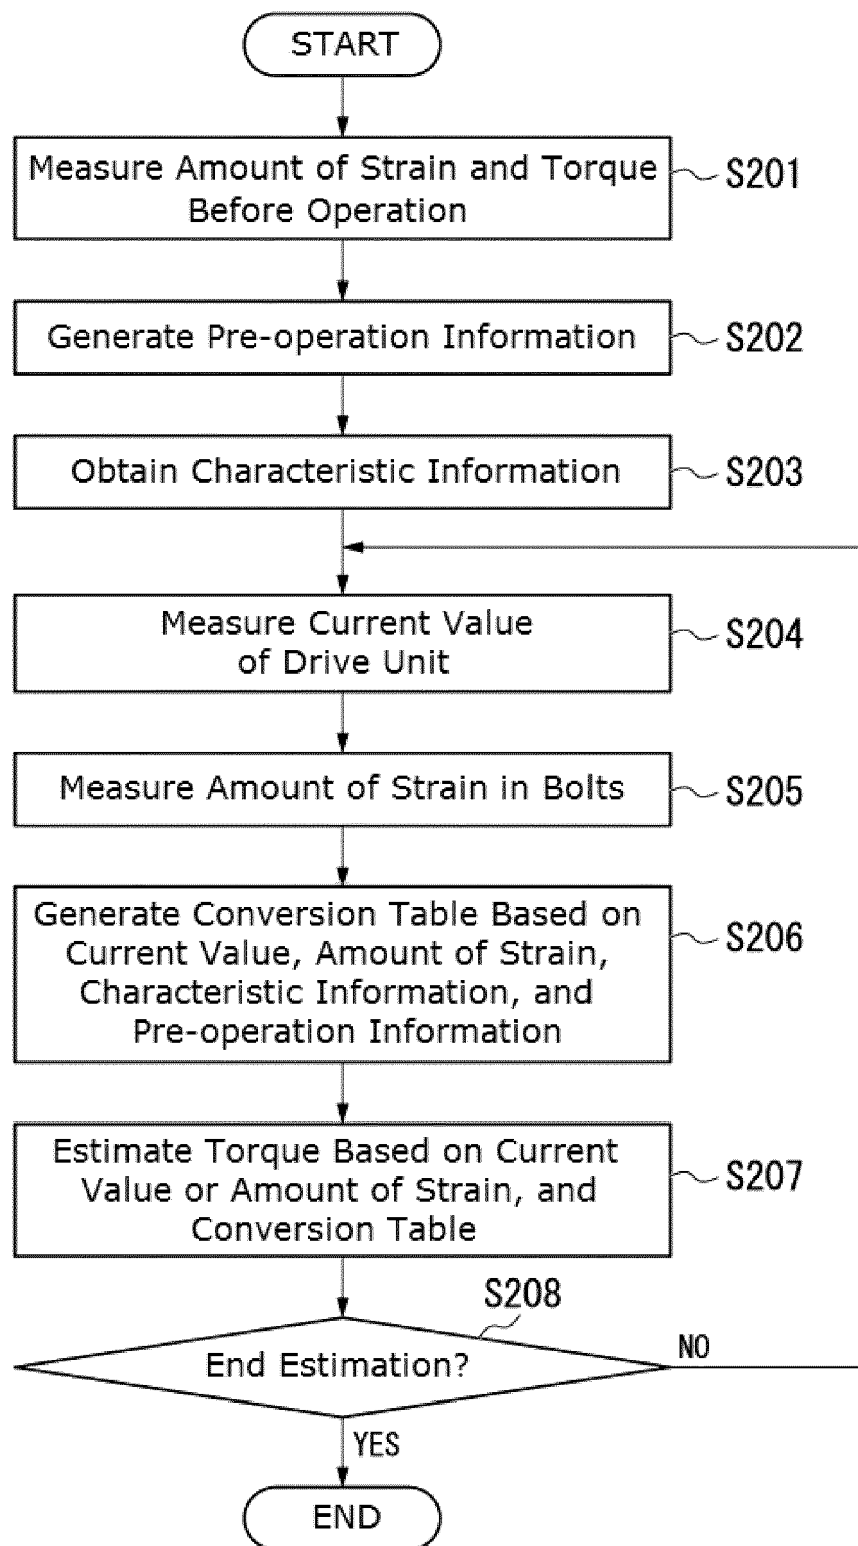 START
Measure Amount of Strain and Torque
Before Operation
S201
Generate Pre-operation Information
S202
Obtain Characteristic Information
S203
Measure Current Value
of Drive Unit
S204
Measure Amount of Strain in Bolts
S205
Generate Conversion Table Based on
Current Value, Amount of Strain,
Characteristic Information, and
Pre-operation Information
S206
Estimate Torque Based on Current
Value or Amount of Strain, and
Conversion Table
S207
S208
End Estimation?
NO
YES
END